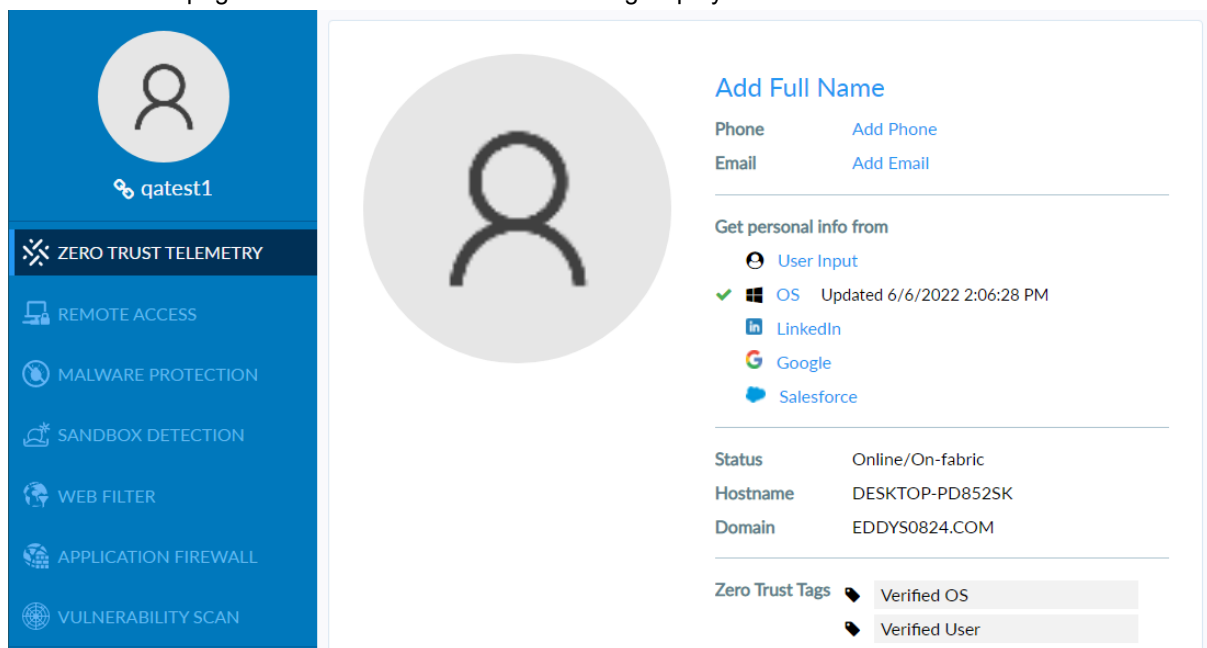 qatest1
ZERO TRUST TELEMETRY
REMOTE ACCESS
MALWARE PROTECTION
SANDBOX DETECTION
WEB FILTER
APPLICATION FIREWALL
VULNERABILITY SCAN
Add Full Name
Phone Add Phone
Email Add Email
Get personal info from
User Input
OS Updated 6/6/2022 2:06:28 PM
LinkedIn
Google
Salesforce
Status Online/On-fabric
Hostname DESKTOP-PD852SK
Domain EDDYS0824.COM
Zero Trust Tags Verified OS
Verified User